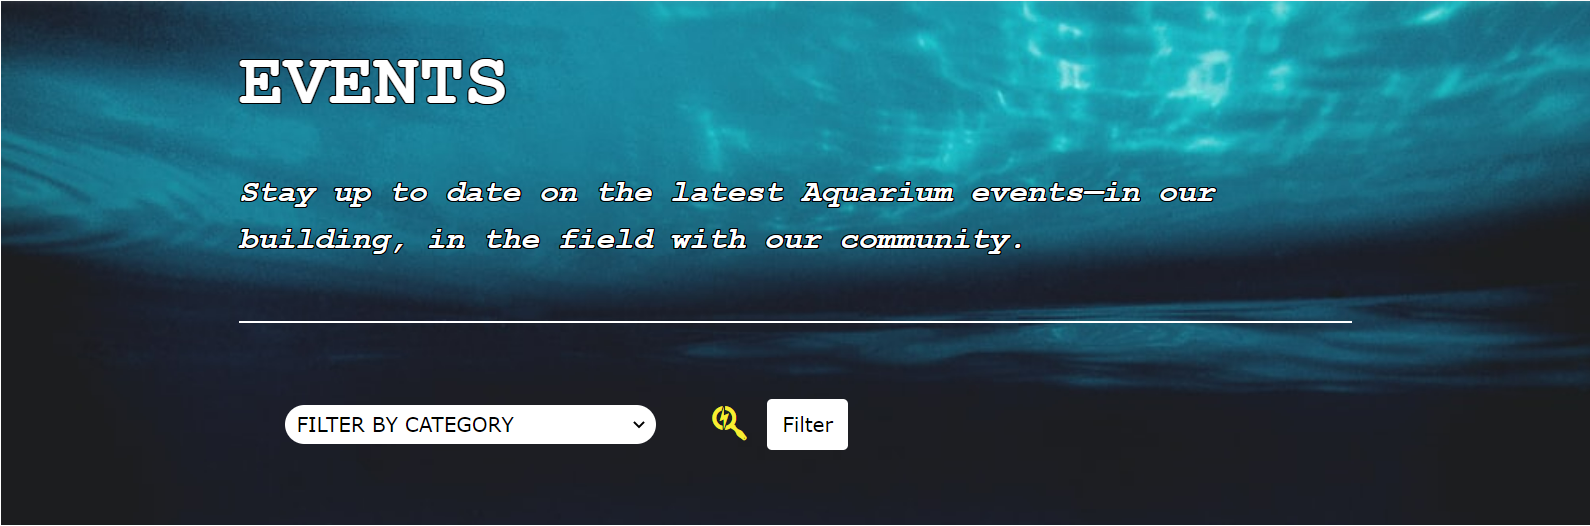 EVENTS
Stay up to date on the latest Aquarium events—in our
building, in the field with our community.
FILTER BY CATEGORY
Filter